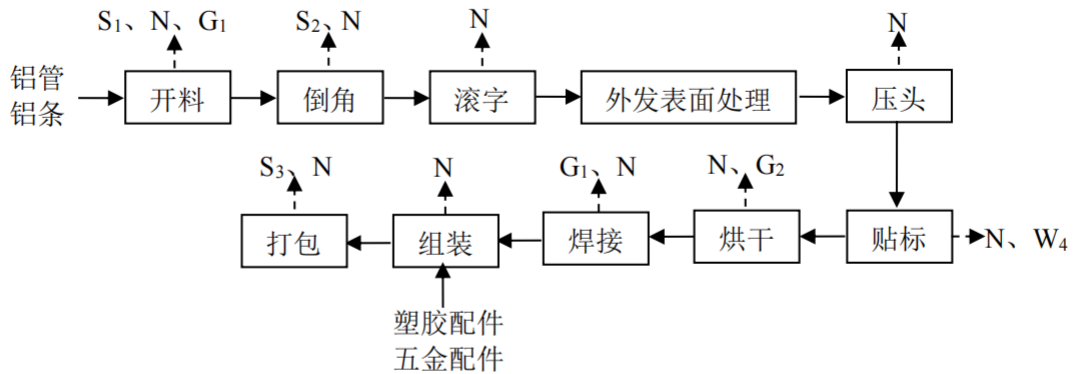 S₁、N、G₁
S₂、N
N
N
铝管
铝条
开料
倒角
滚字
外发表面处理
压头
S₃、N
N
G₁、N
N、G₂
打包
组装
焊接
烘干
贴标
N、W₄
塑胶配件
五金配件